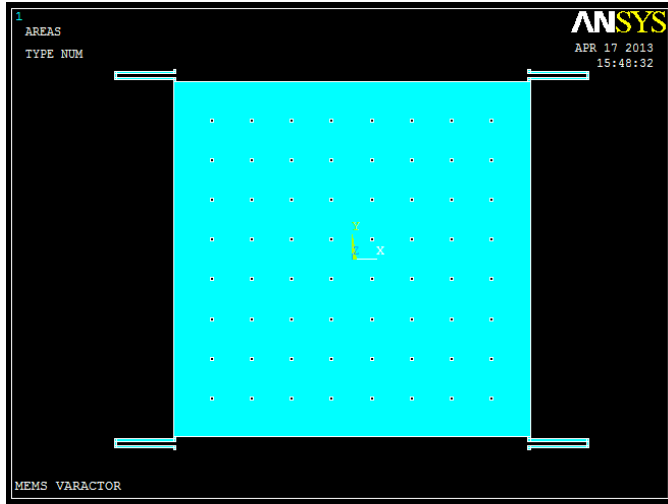 1
AREAS
TYPE NUM
ANSYS
APR 17 2013
15:48:32
Y
Z X
MEMS VARACTOR